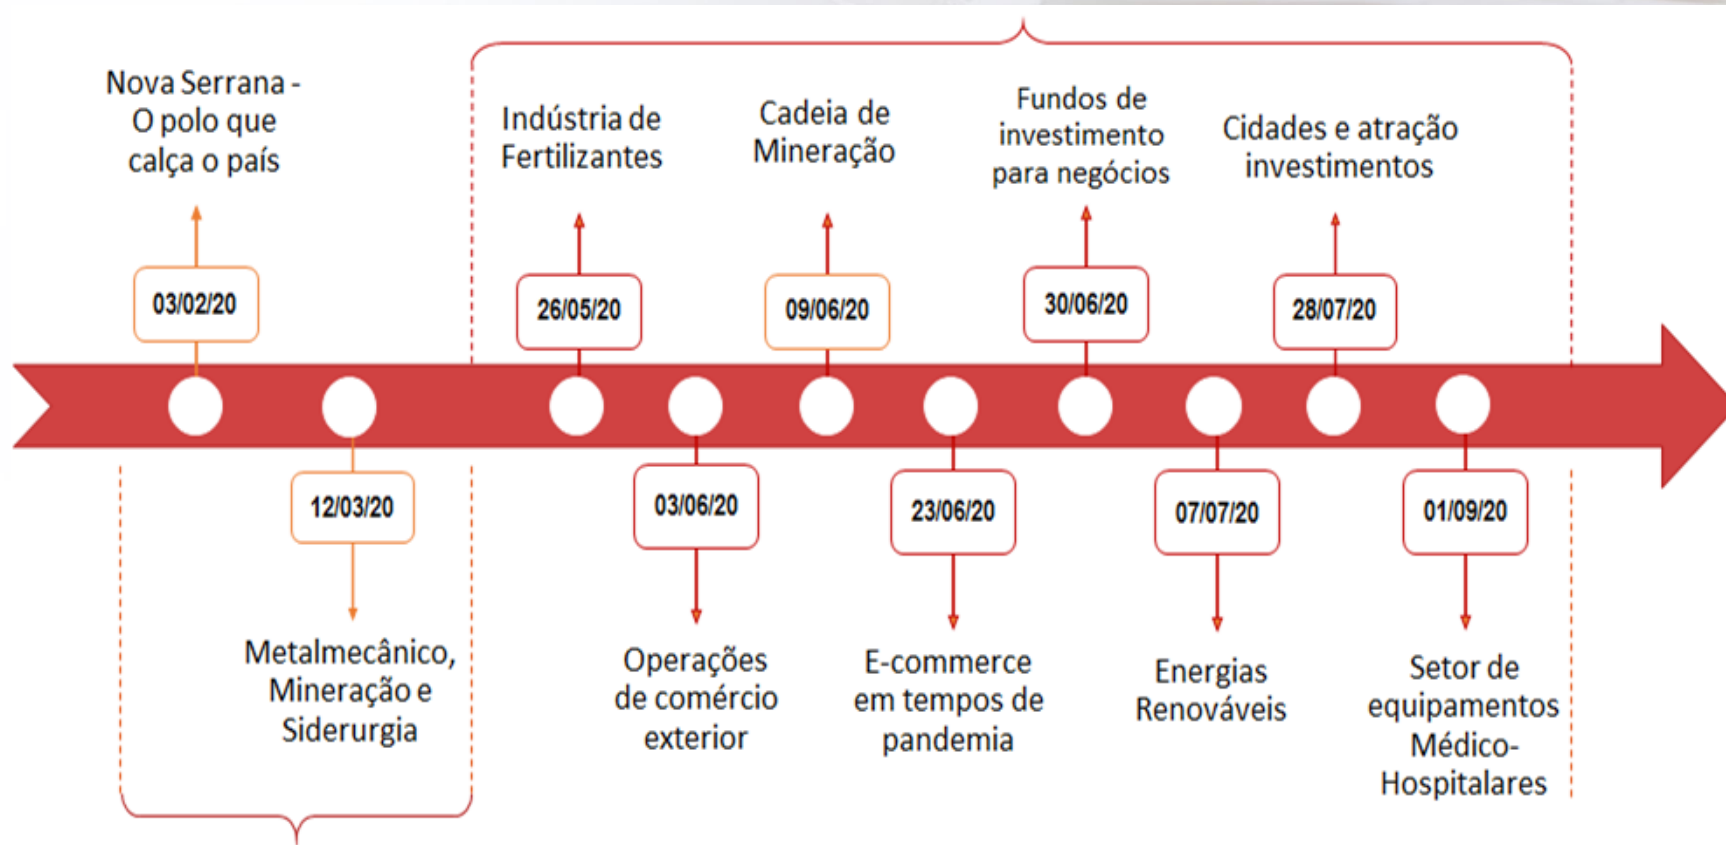 Nova Serrana -
O polo que
calça o país
03/02/20
12/03/20
Metalmecânico,
Mineração e
Siderurgia
Indústria de
Fertilizantes
26/05/20
03/06/20
Operações
de comércio
exterior
Cadeia de
Mineração
09/06/20
23/06/20
E-commerce
em tempos de
pandemia
Fundos de
investimento
para negócios
30/06/20
07/07/20
Energias
Renováveis
Cidades e atração
investimentos
28/07/20
01/09/20
Setor de
equipamentos
Médico-
Hospitalares